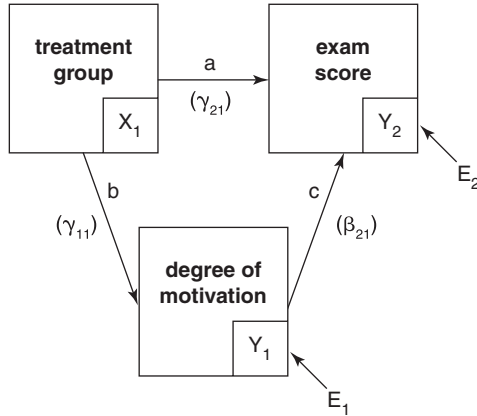 treatment
group
X₁
a
(γ₂₁)
exam
score
Y₂
E₂
b
(γ₁₁)
c
(β₂₁)
degree of
motivation
Y₁
E₁